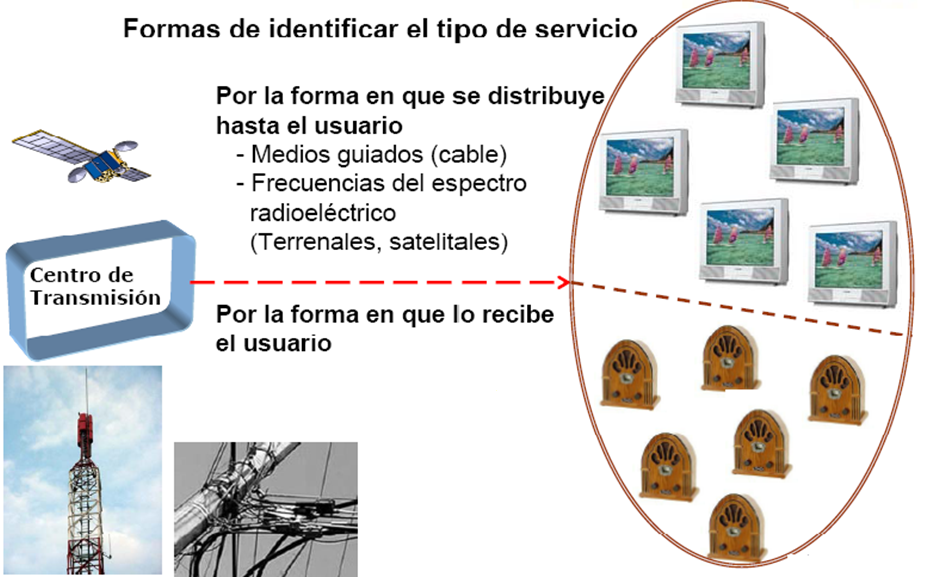 Formas de identificar el tipo de servicio
Por la forma en que se distribuye
hasta el usuario
- Medios guiados (cable)
- Frecuencias del espectro
radioeléctrico
(Terrenales, satelitales)
Centro de
Transmisión
Por la forma en que lo recibe
el usuario